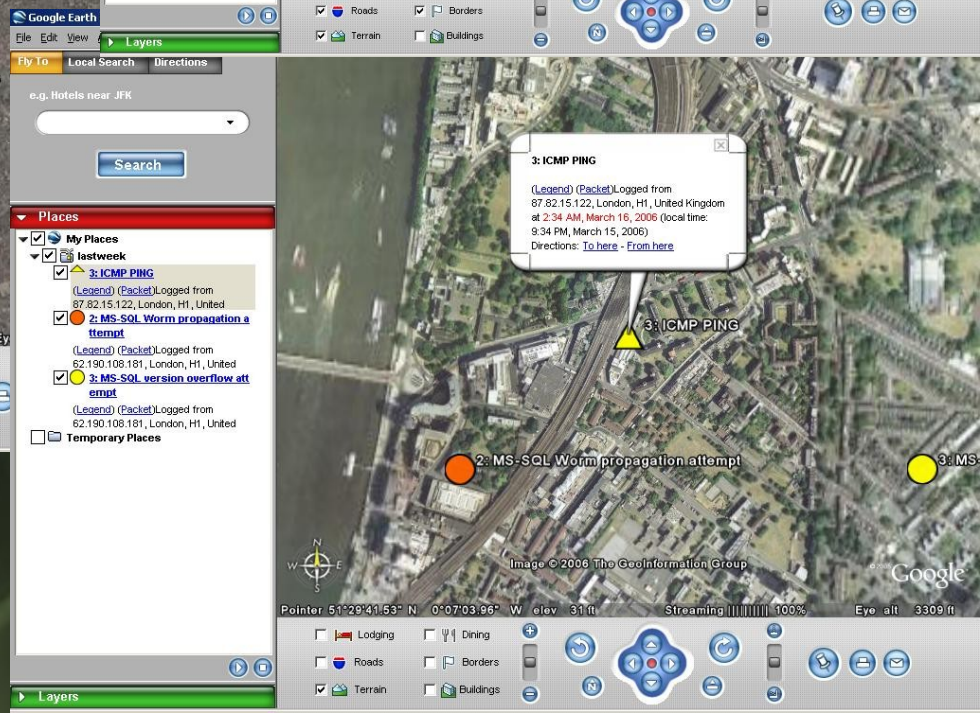 Google Earth
File Edit View
Layers
Roads
Borders
Terrain
Buildings
N
Fly To
Local Search
Directions
e.g. Hotels near JFK
Search
Places
My Places
lastweek
3: ICMP PING
(Legend) (Packet)Logged from
87.82.15.122, London, H1, United
2: MS-SQL Worm propagation a
ttempt
(Legend) (Packet)Logged from
62.190.108.181, London, H1, United
3: MS-SQL version overflow att
empt
(Legend) (Packet)Logged from
62.190.108.181, London, H1, United
Temporary Places
Layers
3: ICMP PING
(Legend) (Packet)Logged from
87.82.15.122, London, H1, United Kingdom
at 2:34 AM, March 16, 2006 (local time:
9:34 PM, March 15, 2006)
Directions: To here - From here
3: ICMP PING
2: MS-SQL Worm propagation attempt
3: MS-
N
W
E
S
Image © 2006 The GeoInformation Group
Google
Pointer 51°29'41.53" N 0°07'03.96" W elev 31 ft
Streaming |||||||||| 100%
Eye alt 3309 ft
Lodging
Dining
Roads
Borders
Terrain
Buildings
N